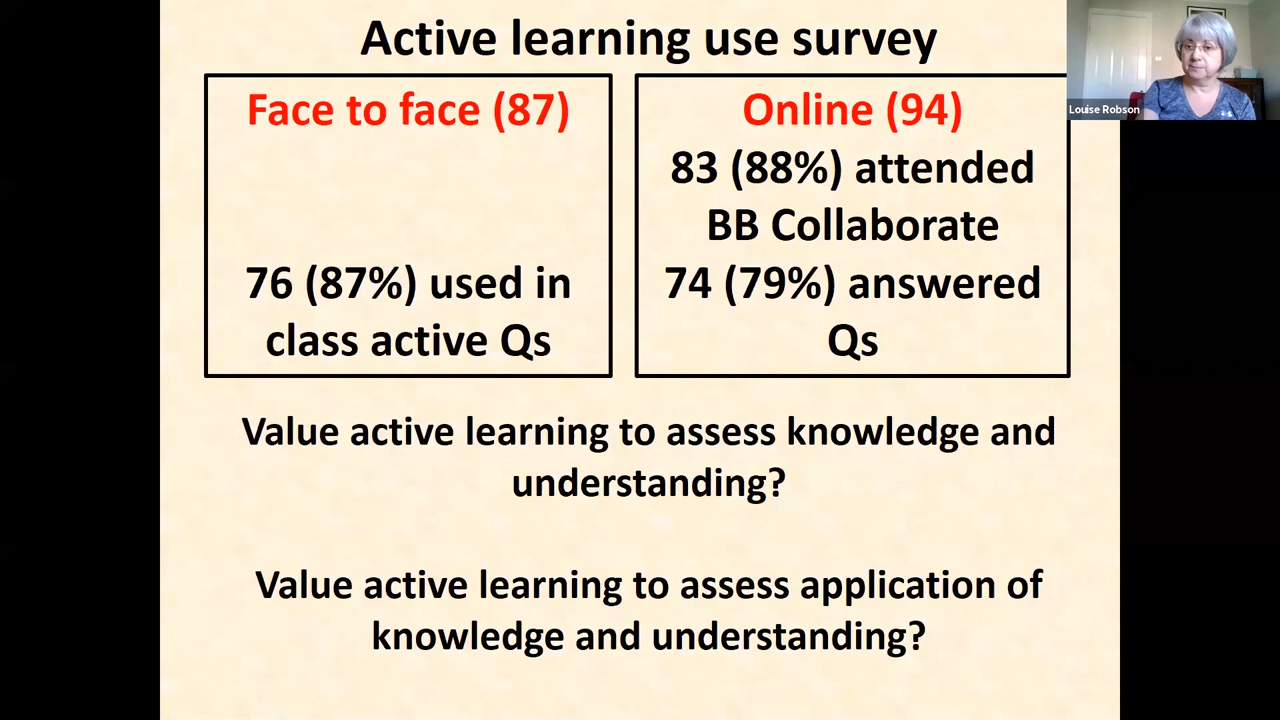 Active learning use survey
Face to face (87)
76 (87%) used in
class active Qs
Online (94)
83 (88%) attended
BB Collaborate
74 (79%) answered
Qs
Value active learning to assess knowledge and
understanding?
Value active learning to assess application of
knowledge and understanding?
Louise Robson